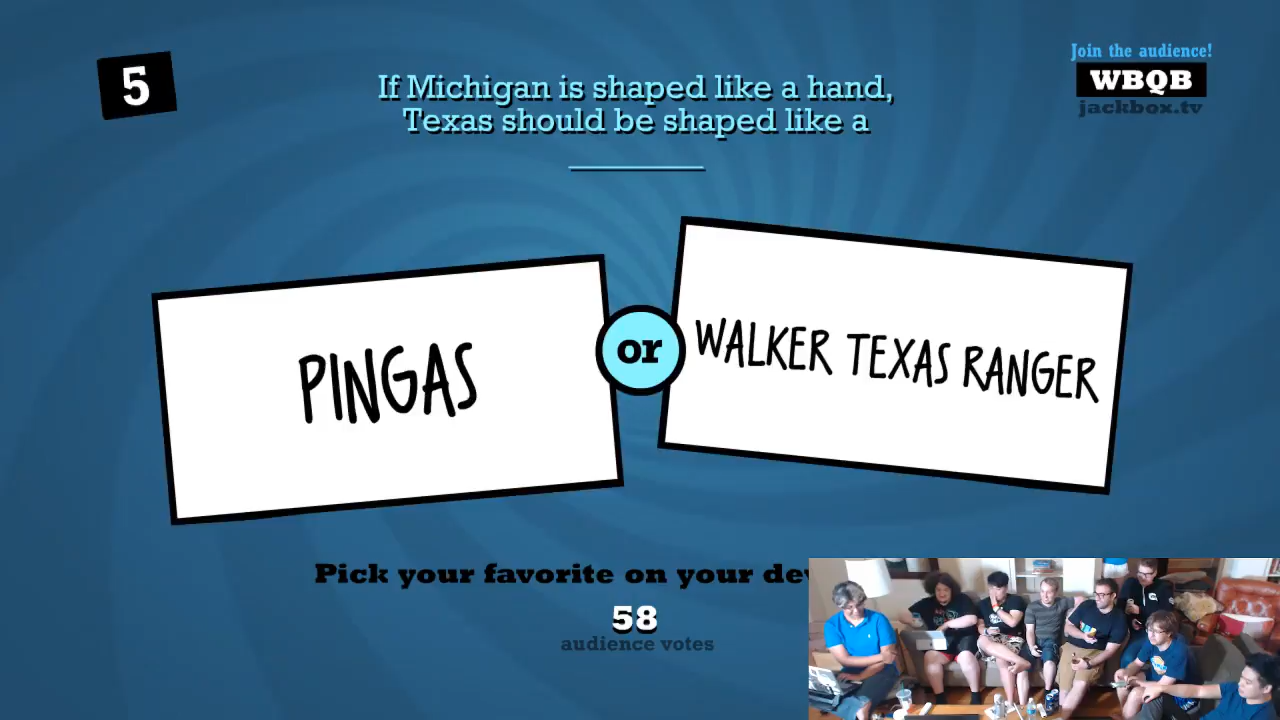 5
If Michigan is shaped like a hand,
Texas should be shaped like a
Join the audience!
WBQB
jackbox.tv
PINGAS
or
WALKER TEXAS RANGER
Pick your favorite on your dev
58
audience votes